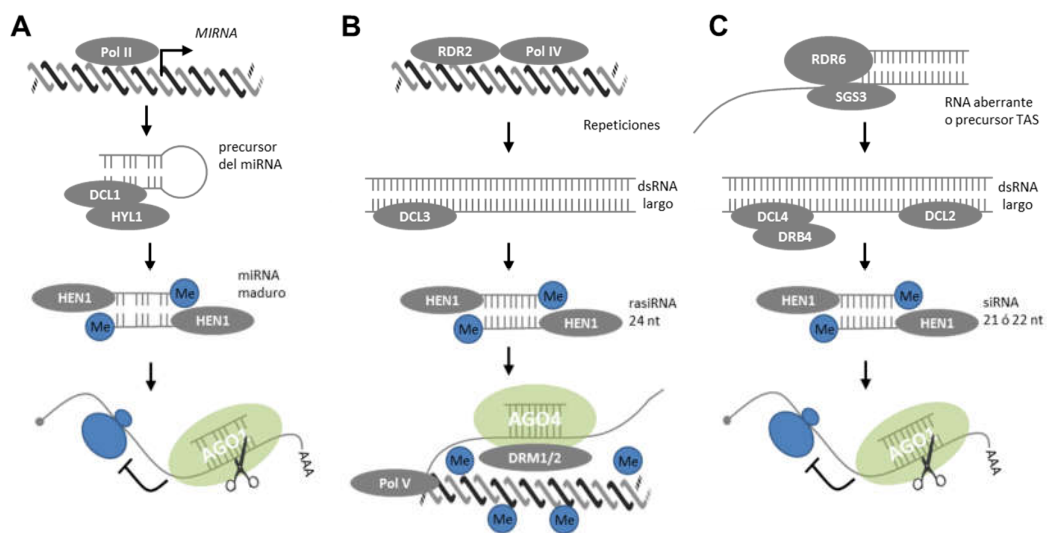 A
Pol II
MIRNA
precursor
del miRNA
DCL1
HYL1
HEN1
Me
miRNA
maduro
Me
HEN1
AGO1
AAA
B
RDR2
Pol IV
Repeticiones
dsRNA
largo
DCL3
HEN1
Me
rasiRNA
24 nt
Me
HEN1
AGO4
DRM1/2
Me
Me
Pol V
Me
Me
C
RDR6
SGS3
RNA aberrante
o precursor TAS
dsRNA
largo
DCL4
DRB4
DCL2
HEN1
Me
siRNA
21 ó 22 nt
Me
HEN1
AAA